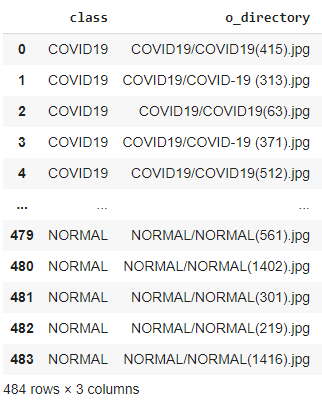 class o_directory
0 COVID19 COVID19/COVID19(415).jpg
1 COVID19 COVID19/COVID-19 (313).jpg
2 COVID19 COVID19/COVID19(63).jpg
3 COVID19 COVID19/COVID-19 (371).jpg
4 COVID19 COVID19/COVID19(512).jpg
... ... ...
479 NORMAL NORMAL/NORMAL(561).jpg
480 NORMAL NORMAL/NORMAL(1402).jpg
481 NORMAL NORMAL/NORMAL(301).jpg
482 NORMAL NORMAL/NORMAL(219).jpg
483 NORMAL NORMAL/NORMAL(1416).jpg
484 rows × 3 columns